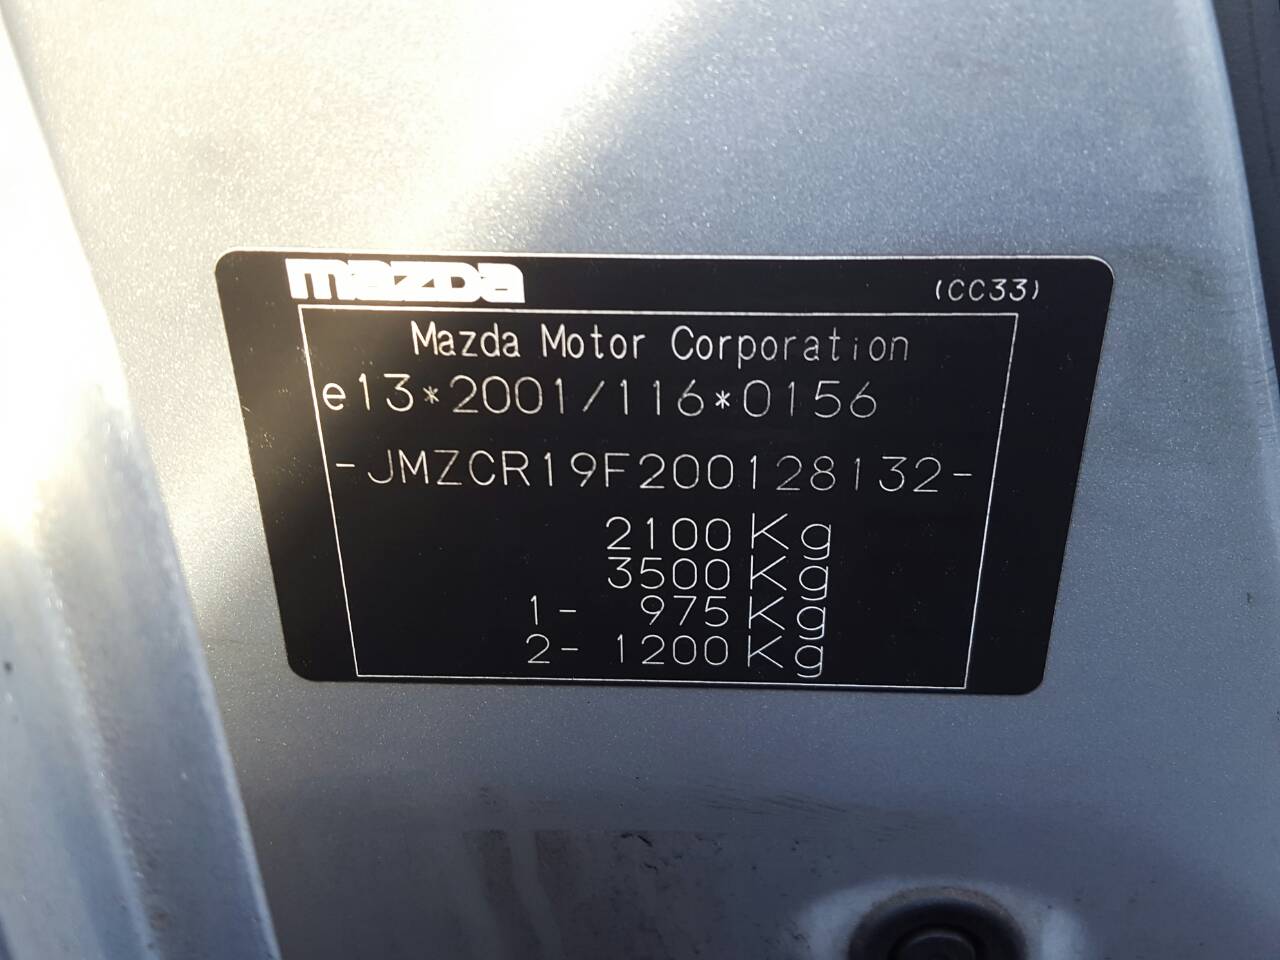 mazda
(CC33)
Mazda Motor Corporation
e13*2001/116*0156
-JMZCR19F200128132-
2100Kg
3500Kg
1- 975Kg
2- 1200Kg